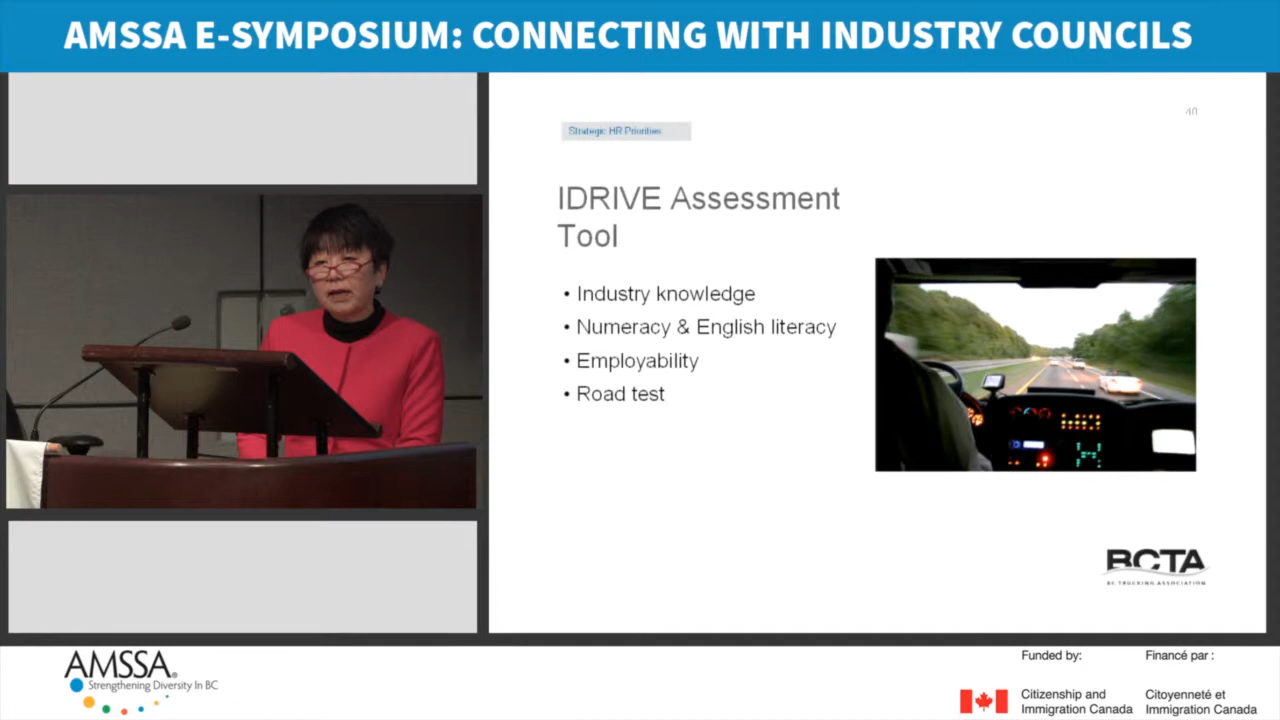 AMSSA E-SYMPOSIUM: CONNECTING WITH INDUSTRY COUNCILS
40
Strategic HR Priorities
IDRIVE Assessment
Tool
• Industry knowledge
• Numeracy & English literacy
• Employability
• Road test
BCTA
BC TRUCKING ASSOCIATION
AMSSA®
Strengthening Diversity In BC
Funded by:
Financé par :
Citizenship and
Immigration Canada
Citoyenneté et
Immigration Canada